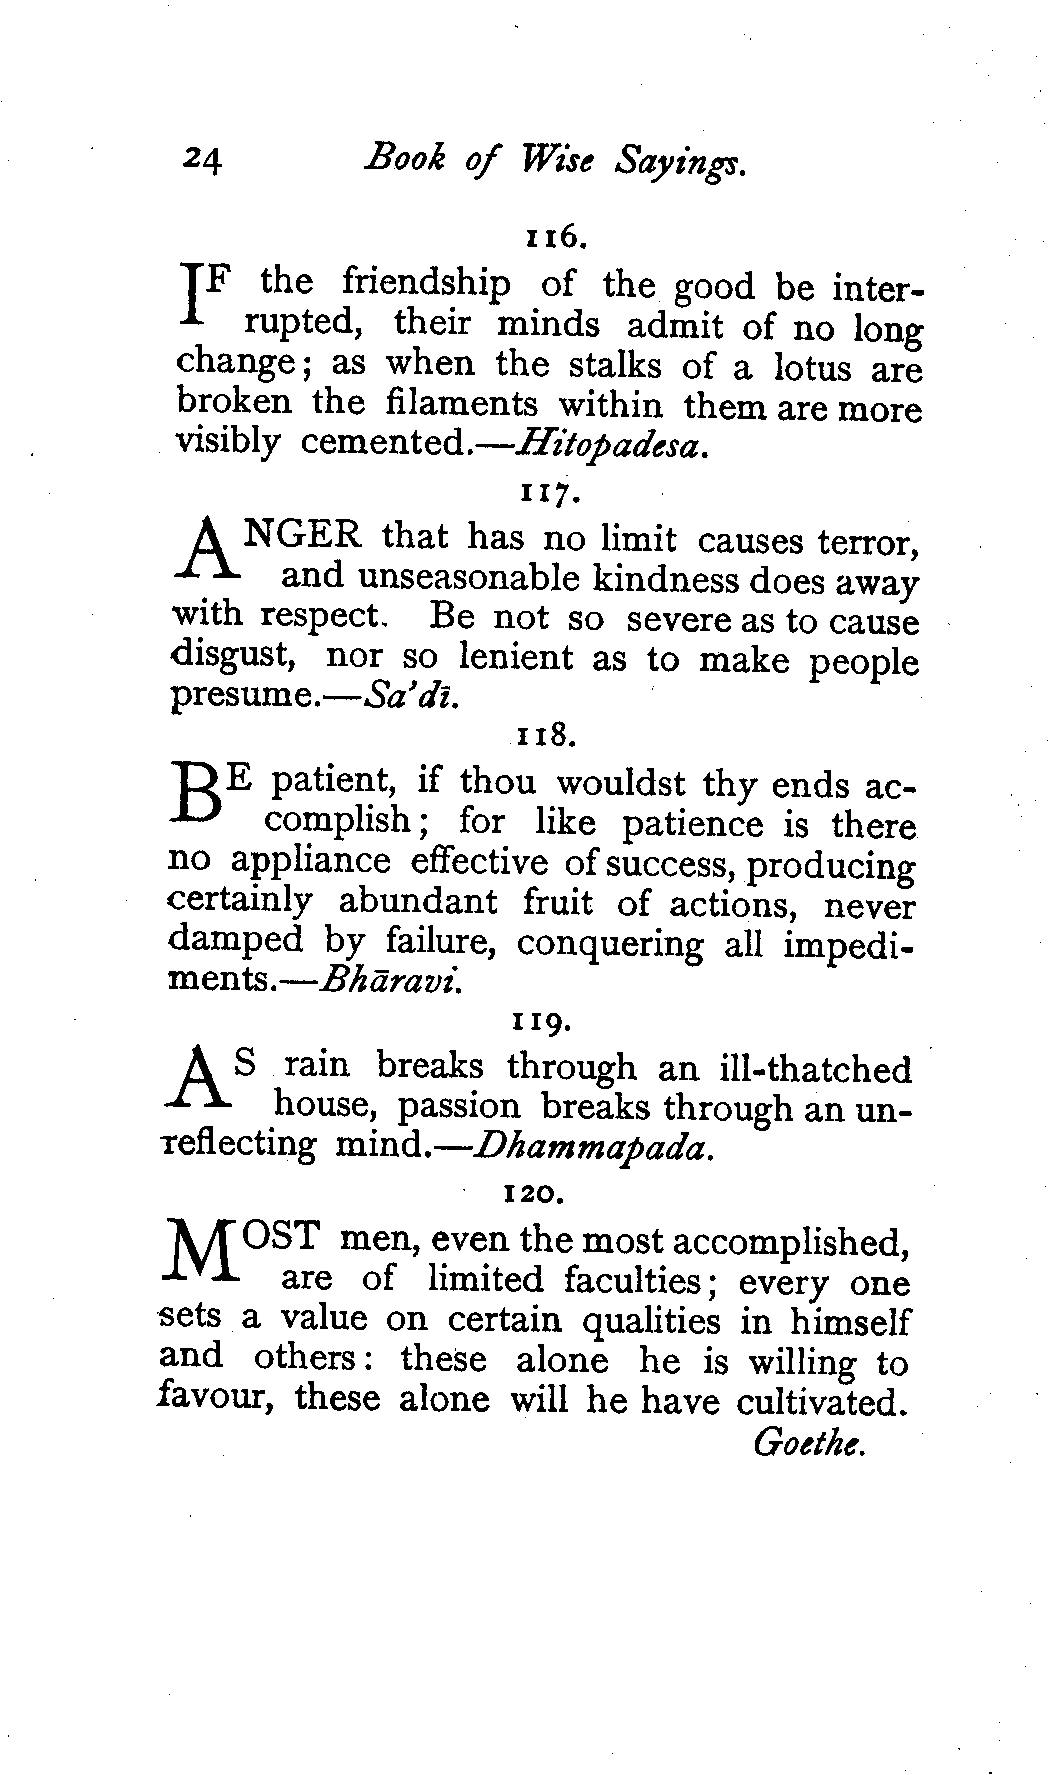 24 Book of Wise Sayings.
116.
IF the friendship of the good be inter-
rupted, their minds admit of no long
change; as when the stalks of a lotus are
broken the filaments within them are more
visibly cemented.—Hitopadesa.
117.
ANGER that has no limit causes terror,
and unseasonable kindness does away
with respect. Be not so severe as to cause
disgust, nor so lenient as to make people
presume.—Sa'dī.
118.
BE patient, if thou wouldst thy ends ac-
complish; for like patience is there
no appliance effective of success, producing
certainly abundant fruit of actions, never
damped by failure, conquering all impedi-
ments.—Bhāravi.
119.
AS rain breaks through an ill-thatched
house, passion breaks through an un-
reflecting mind.—Dhammapada.
120.
MOST men, even the most accomplished,
are of limited faculties; every one
sets a value on certain qualities in himself
and others: these alone he is willing to
favour, these alone will he have cultivated.
Goethe.